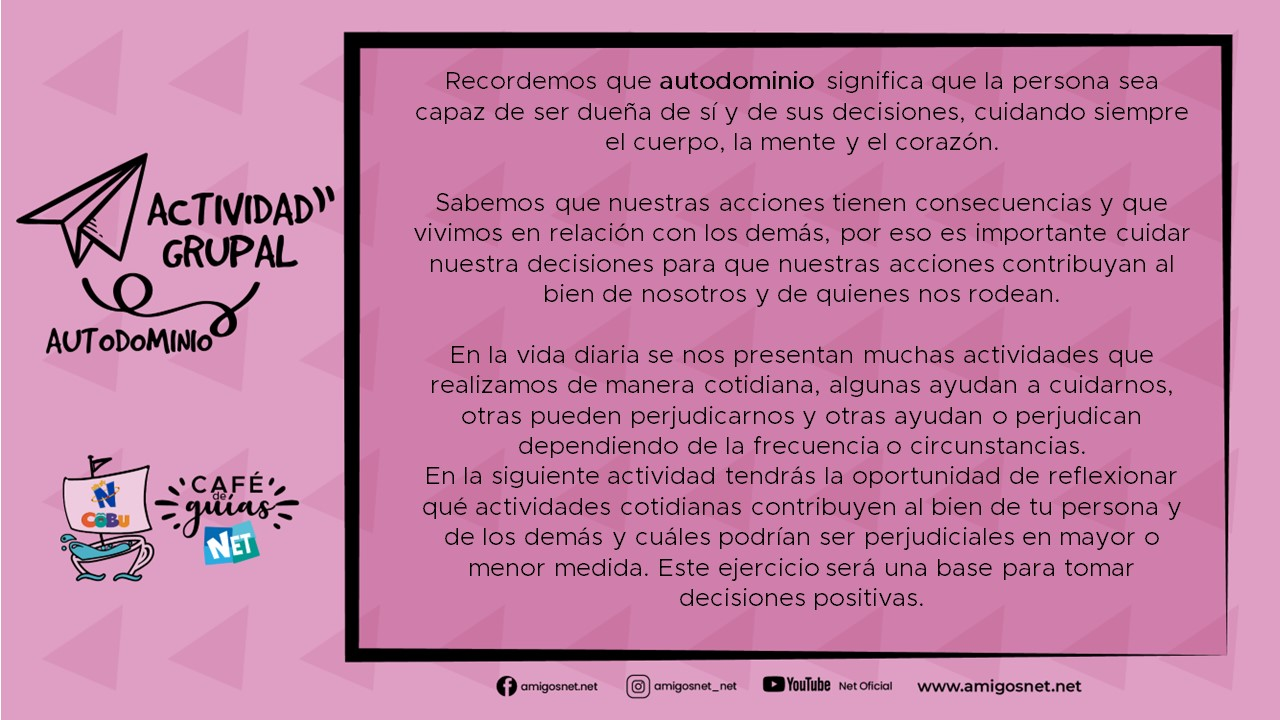 ACTIVIDAD
GRUPAL
AUTODOMINIO
N
COBU
CAFÉ
de
guías
NET
Recordemos que autodominio significa que la persona sea
capaz de ser dueña de sí y de sus decisiones, cuidando siempre
el cuerpo, la mente y el corazón.
Sabemos que nuestras acciones tienen consecuencias y que
vivimos en relación con los demás, por eso es importante cuidar
nuestra decisiones para que nuestras acciones contribuyan al
bien de nosotros y de quienes nos rodean.
En la vida diaria se nos presentan muchas actividades que
realizamos de manera cotidiana, algunas ayudan a cuidarnos,
otras pueden perjudicarnos y otras ayudan o perjudican
dependiendo de la frecuencia o circunstancias.
En la siguiente actividad tendras la oportunidad de reflexionar
qué actividades cotidianas contribuyen al bien de tu persona y
de los demás y cuáles podrían ser perjudiciales en mayor o
menor medida. Este ejercicio será una base para tomar
decisiones positivas.
amigosnet.net amigosnet_net YouTube Net Oficial www.amigosnet.net